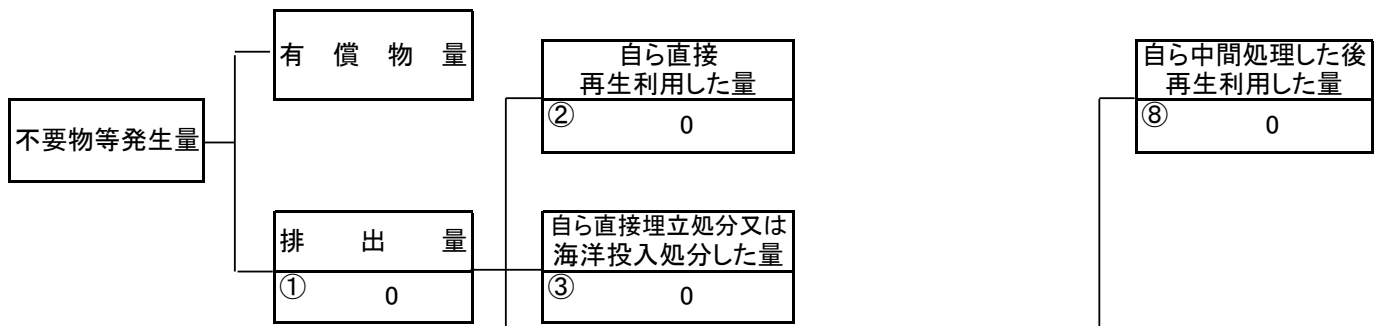 有償物量
自ら直接
再生利用した量
② 0
自ら中間処理した後
再生利用した量
⑧ 0
不要物等発生量
排出量
① 0
自ら直接埋立処分又は
海洋投入処分した量
③ 0